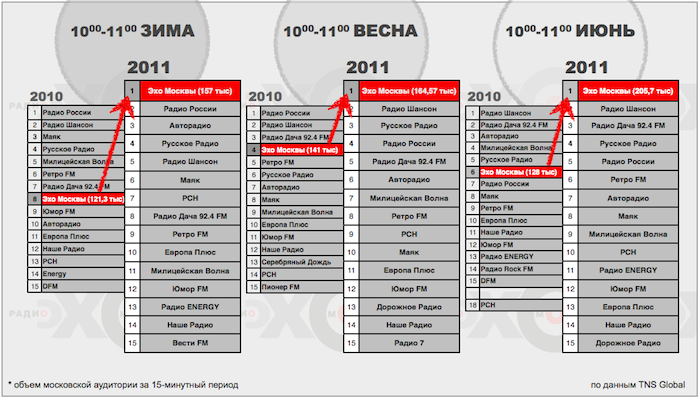 10⁰⁰-11⁰⁰ ЗИМА
2011
1 Эхо Москвы (157 тыс)
Радио России
3 Авторадио
4 Русское Радио
5 Радио Шансон
6 Маяк
7 РСН
8 Радио Дача 92.4 FM
9 Ретро FM
10 Европа Плюс
11 Милицейская Волна
12 Юмор FM
13 Радио ENERGY
14 Наше Радио
15 Вести FM
2010
1 Радио России
2 Радио Шансон
3 Маяк
4 Русское Радио
5 Милицейская Волна
6 Ретро FM
7 Радио Дача 92.4 FM
8 Эхо Москвы (121,3 тыс)
9 Юмор FM
10 Авторадио
11 Европа Плюс
12 Наше Радио
13 РСН
14 Energy
15 DFM
10⁰⁰-11⁰⁰ ВЕСНА
2011
1 Эхо Москвы (164,57 тыс)
Радио Шансон
3 Русское Радио
4 Радио России
5 Радио Дача 92.4 FM
6 Авторадио
7 Милицейская Волна
8 Ретро FM
9 РСН
10 Маяк
11 Европа Плюс
12 Юмор FM
13 Дорожное Радио
14 Наше Радио
15 Радио 7
2010
1 Радио России
2 Радио Шансон
3 Радио Дача 92.4 FM
4 Эхо Москвы (141 тыс)
5 Ретро FM
6 Русское Радио
7 Авторадио
8 Маяк
9 Милицейская Волна
10 Европа Плюс
11 Юмор FM
12 Наше Радио
13 Серебряный Дождь
14 РСН
15 Пионер FM
10⁰⁰-11⁰⁰ ИЮНЬ
2011
1 Эхо Москвы (205,7 тыс)
Радио Шансон
3 Радио Дача 92.4 FM
4 Русское Радио
5 Радио России
6 Ретро FM
7 Авторадио
8 Маяк
9 Милицейская Волна
10 РСН
11 Радио ENERGY
12 Юмор FM
13 Европа Плюс
14 Наше Радио
15 Дорожное Радио
2010
1 Радио Шансон
2 Радио Дача 92.4 FM
3 Авторадио
4 Милицейская Волна
5 Русское Радио
6 Эхо Москвы (128 тыс)
7 Радио России
8 Маяк
9 Ретро FM
10 Европа Плюс
11 Наше Радио
12 Юмор FM
13 Радио ENERGY
14 Радио Rock FM
15 DFM
18 РСН
* объем московской аудитории за 15-минутный период
по данным TNS Global